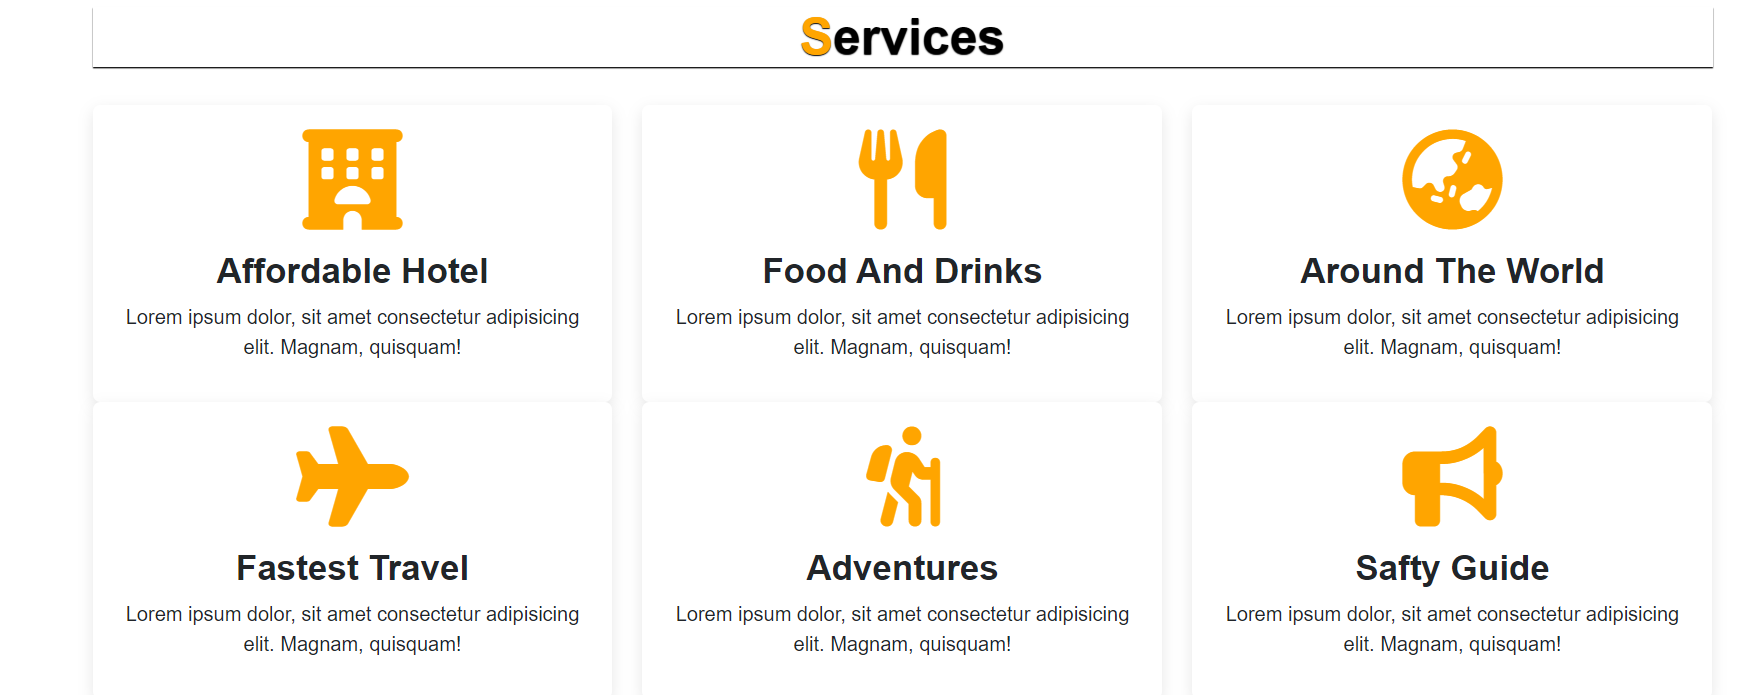 Services
Affordable Hotel
Food And Drinks
Around The World
Lorem ipsum dolor, sit amet consectetur adipisicing
elit. Magnam, quisquam!
Lorem ipsum dolor, sit amet consectetur adipisicing
elit. Magnam, quisquam!
Lorem ipsum dolor, sit amet consectetur adipisicing
elit. Magnam, quisquam!
Fastest Travel
Adventures
Safty Guide
Lorem ipsum dolor, sit amet consectetur adipisicing
elit. Magnam, quisquam!
Lorem ipsum dolor, sit amet consectetur adipisicing
elit. Magnam, quisquam!
Lorem ipsum dolor, sit amet consectetur adipisicing
elit. Magnam, quisquam!